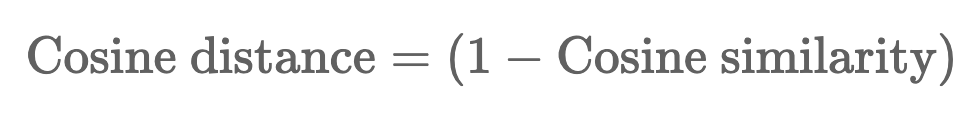 Cosine distance = (1 − Cosine similarity)